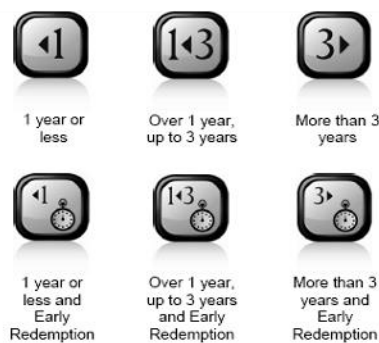 ◂1 1◂3 3▸
1 year or less
Over 1 year, up to 3 years
More than 3 years
◂1 1◂3 3▸
1 year or less and Early Redemption
Over 1 year, up to 3 years and Early Redemption
More than 3 years and Early Redemption